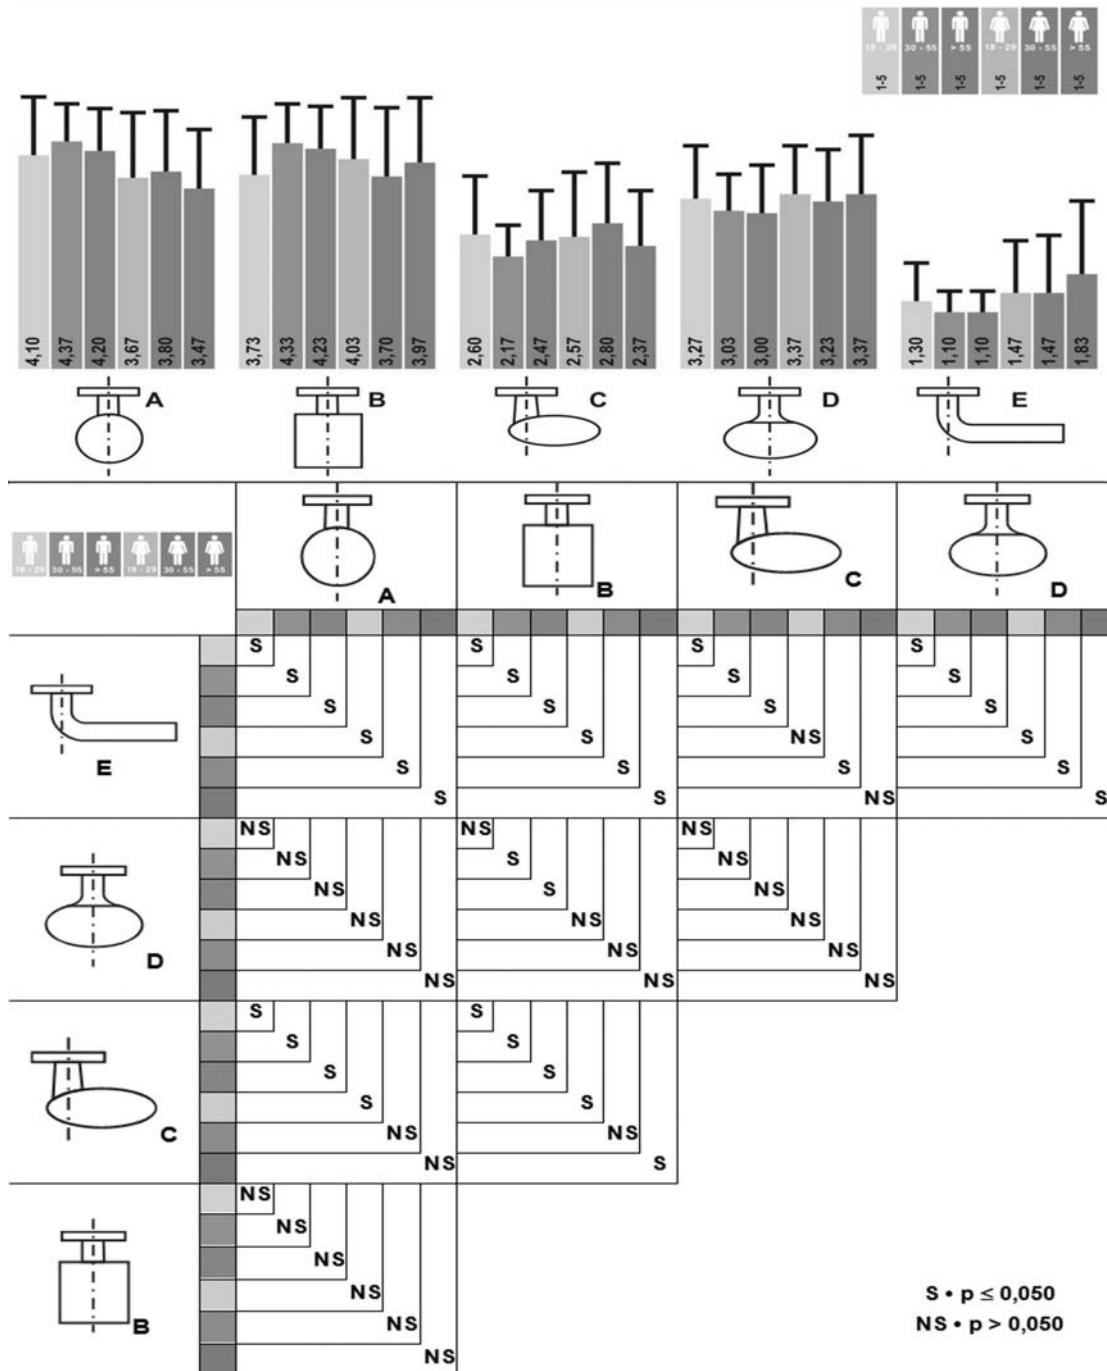 18 - 29 30 - 55 > 55 18 - 29 30 - 55 > 55
1-5 1-5 1-5 1-5 1-5 1-5
4,10 4,37 4,20 3,67 3,80 3,47 3,73 4,33 4,23 4,03 3,70 3,97 2,60 2,17 2,47 2,57 2,80 2,37 3,27 3,03 3,00 3,37 3,23 3,37 1,30 1,10 1,10 1,47 1,47 1,83
A B C D E
18 - 29 30 - 55 > 55 18 - 29 30 - 55 > 55
A B C D
S S S S
S S S S
S S S S
S S NS S
E
S S S S
S S NS S
NS NS NS
NS S NS
NS S NS
NS NS NS
D
NS NS NS
NS NS NS
S S
S S
S S
S S
C
NS NS
NS S
NS
NS
NS
NS
B
NS
NS
S • p ≤ 0,050
NS • p > 0,050